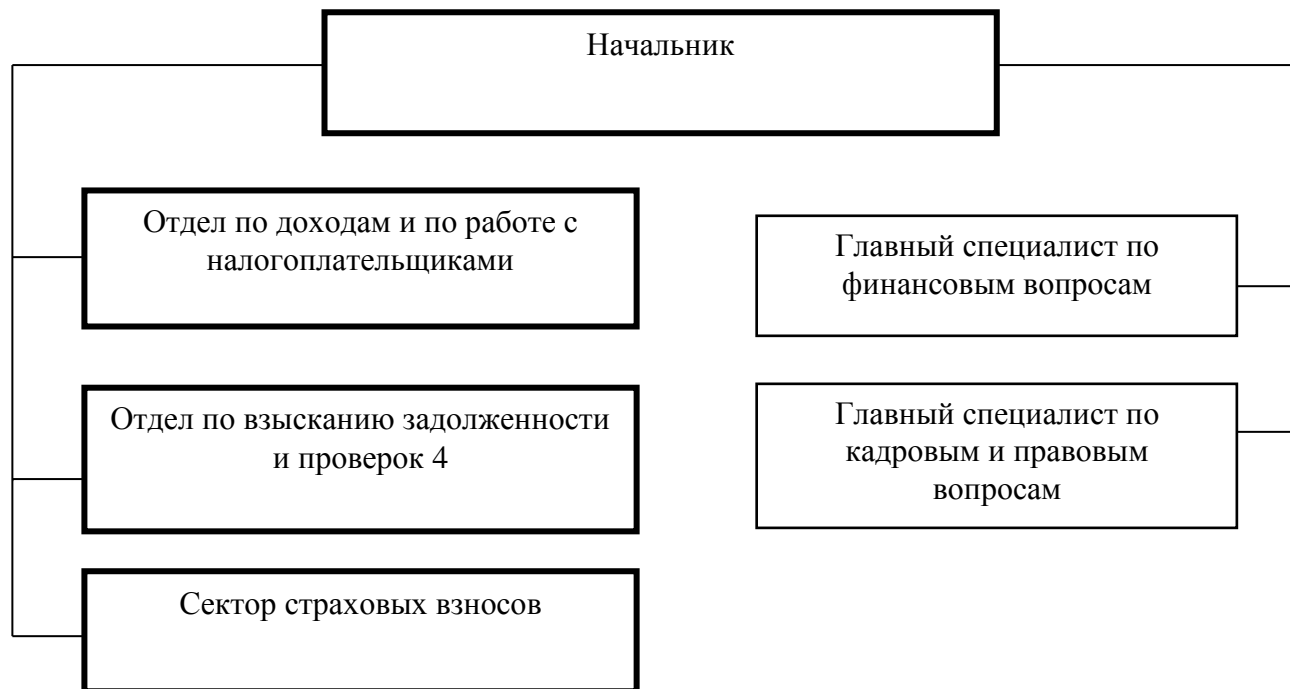 Начальник
Отдел по доходам и по работе с
налогоплательщиками
Главный специалист по
финансовым вопросам
Отдел по взысканию задолженности
и проверок 4
Главный специалист по
кадровым и правовым
вопросам
Сектор страховых взносов